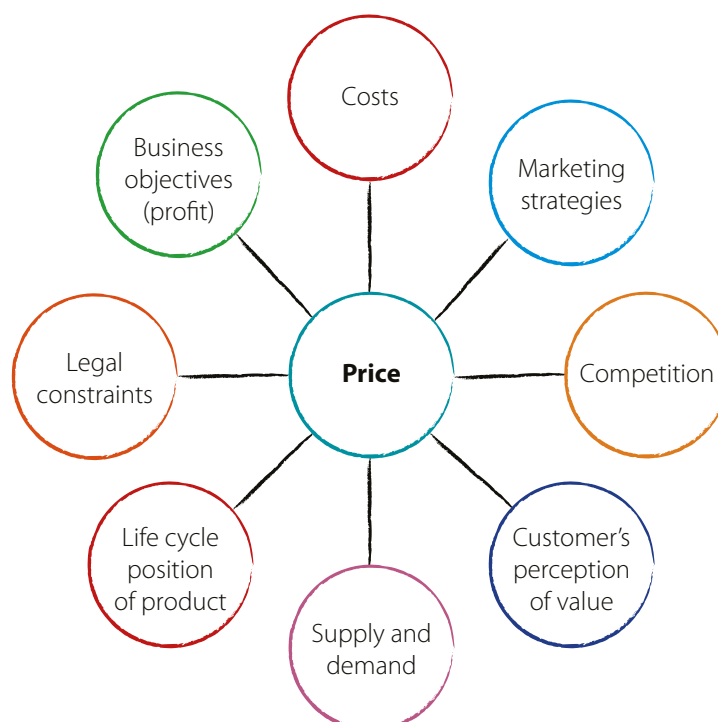 Costs
Marketing
strategies
Competition
Customer’s
perception
of value
Supply and
demand
Life cycle
position
of product
Legal
constraints
Business
objectives
(profit)
Price